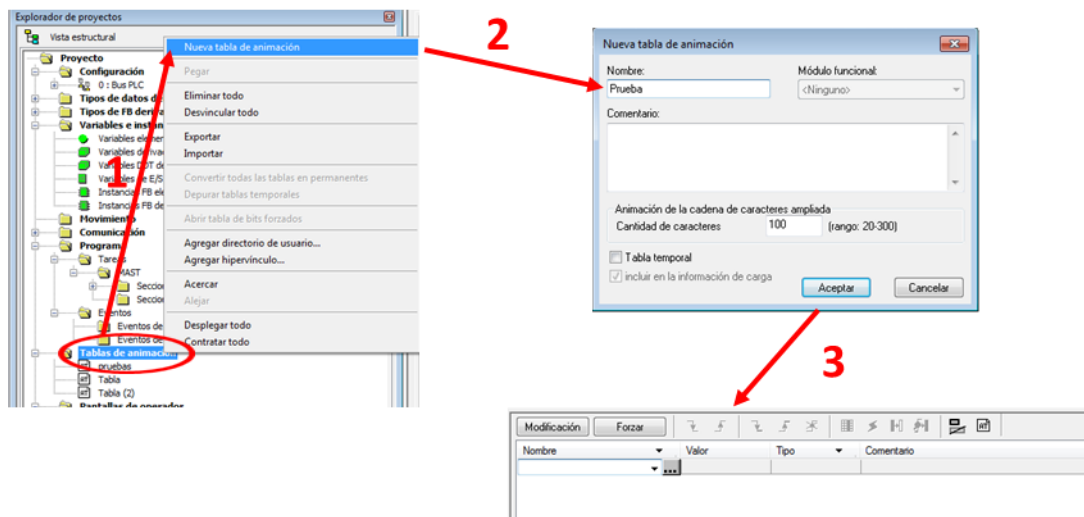 Explorador de proyectos
Vista estructural
Proyecto
Configuración
0 : Bus PLC
Tipos de datos de
Tipos de FB deriva
Variables e instan
Variables elemen
Variables deriva
Variables DDT de
Variables de E/S
Instancias FB ele
Instancias FB de
Movimiento
Comunicación
Programa
Tareas
MAST
Seccion
Seccion
Eventos
Eventos de
Eventos de
Tablas de animació...
pruebas
Tabla
Tabla (2)
Pantallas de operador
1
Nueva tabla de animación
Pegar
Eliminar todo
Desvincular todo
Exportar
Importar
Convertir todas las tablas en permanentes
Depurar tablas temporales
Abrir tabla de bits forzados
Agregar directorio de usuario...
Agregar hipervínculo...
Acercar
Alejar
Desplegar todo
Contratar todo
2
Nueva tabla de animación
Nombre: Módulo funcional:
Prueba <Ninguno>
Comentario:
Animación de la cadena de caracteres ampliada
Cantidad de caracteres 100 (rango: 20-300)
Tabla temporal
incluir en la información de carga
Aceptar Cancelar
3
Modificación Forzar
Nombre Valor Tipo Comentario
...